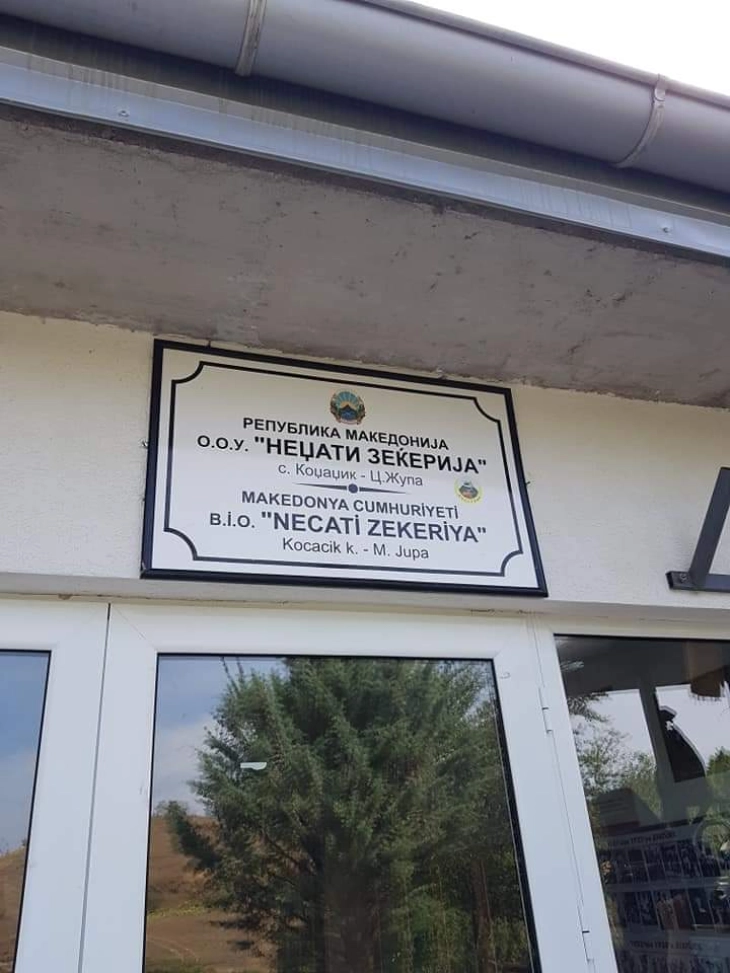 РЕПУБЛИКА МАКЕДОНИЈА
О.О.У. "НЕЏАТИ ЗЕЌЕРИЈА"
с. Коџаџик - Ц.Жупа
MAKEDONYA CUMHURİYETİ
B.İ.O. "NECATİ ZEKERİYA"
Kocacik k. - M. Jupa